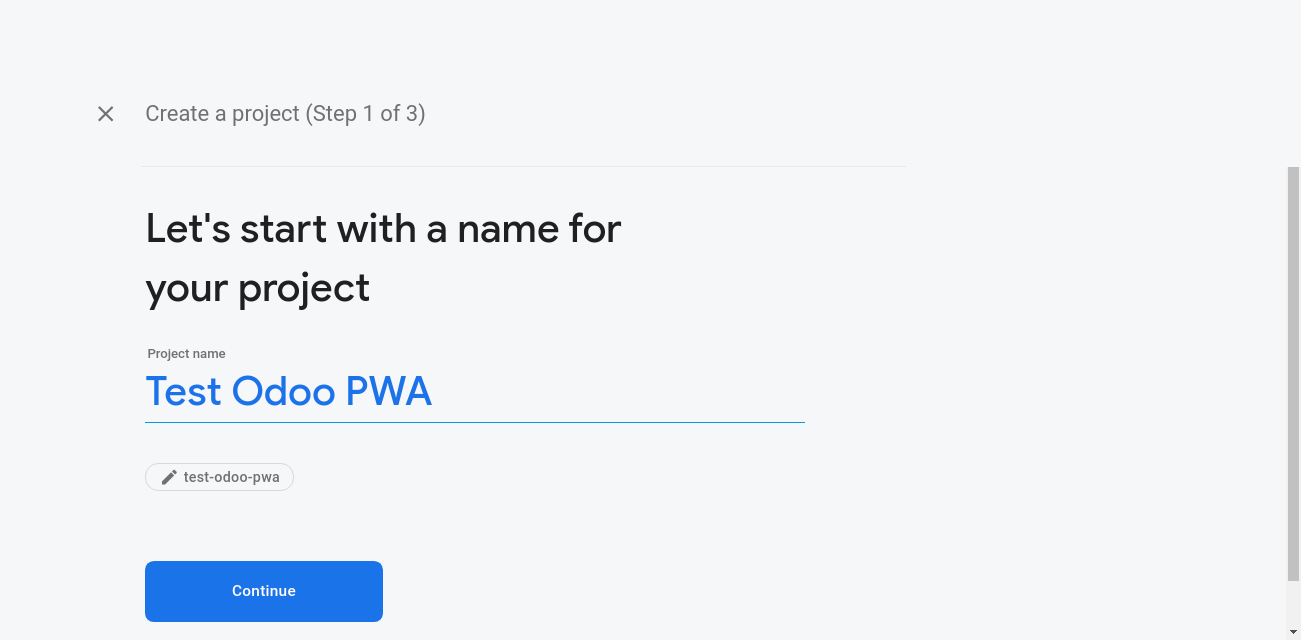 Create a project (Step 1 of 3)
Let's start with a name for
your project
Project name
Test Odoo PWA
test-odoo-pwa
Continue